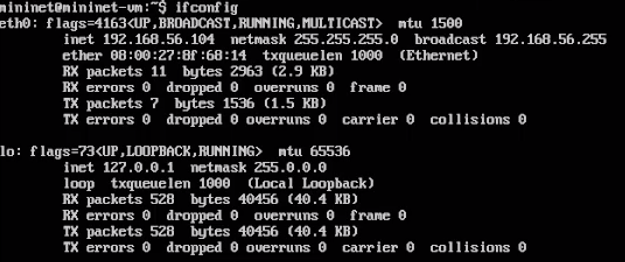 mininet@mininet-vm:~$ ifconfig
eth0: flags=4163<UP,BROADCAST,RUNNING,MULTICAST>  mtu 1500
        inet 192.168.56.104  netmask 255.255.255.0  broadcast 192.168.56.255
        ether 08:00:27:8f:68:14  txqueuelen 1000  (Ethernet)
        RX packets 11  bytes 2963 (2.9 KB)
        RX errors 0  dropped 0  overruns 0  frame 0
        TX packets 7  bytes 1536 (1.5 KB)
        TX errors 0  dropped 0 overruns 0  carrier 0  collisions 0
lo: flags=73<UP,LOOPBACK,RUNNING>  mtu 65536
        inet 127.0.0.1  netmask 255.0.0.0
        loop  txqueuelen 1000  (Local Loopback)
        RX packets 528  bytes 40456 (40.4 KB)
        RX errors 0  dropped 0  overruns 0  frame 0
        TX packets 528  bytes 40456 (40.4 KB)
        TX errors 0  dropped 0 overruns 0  carrier 0  collisions 0